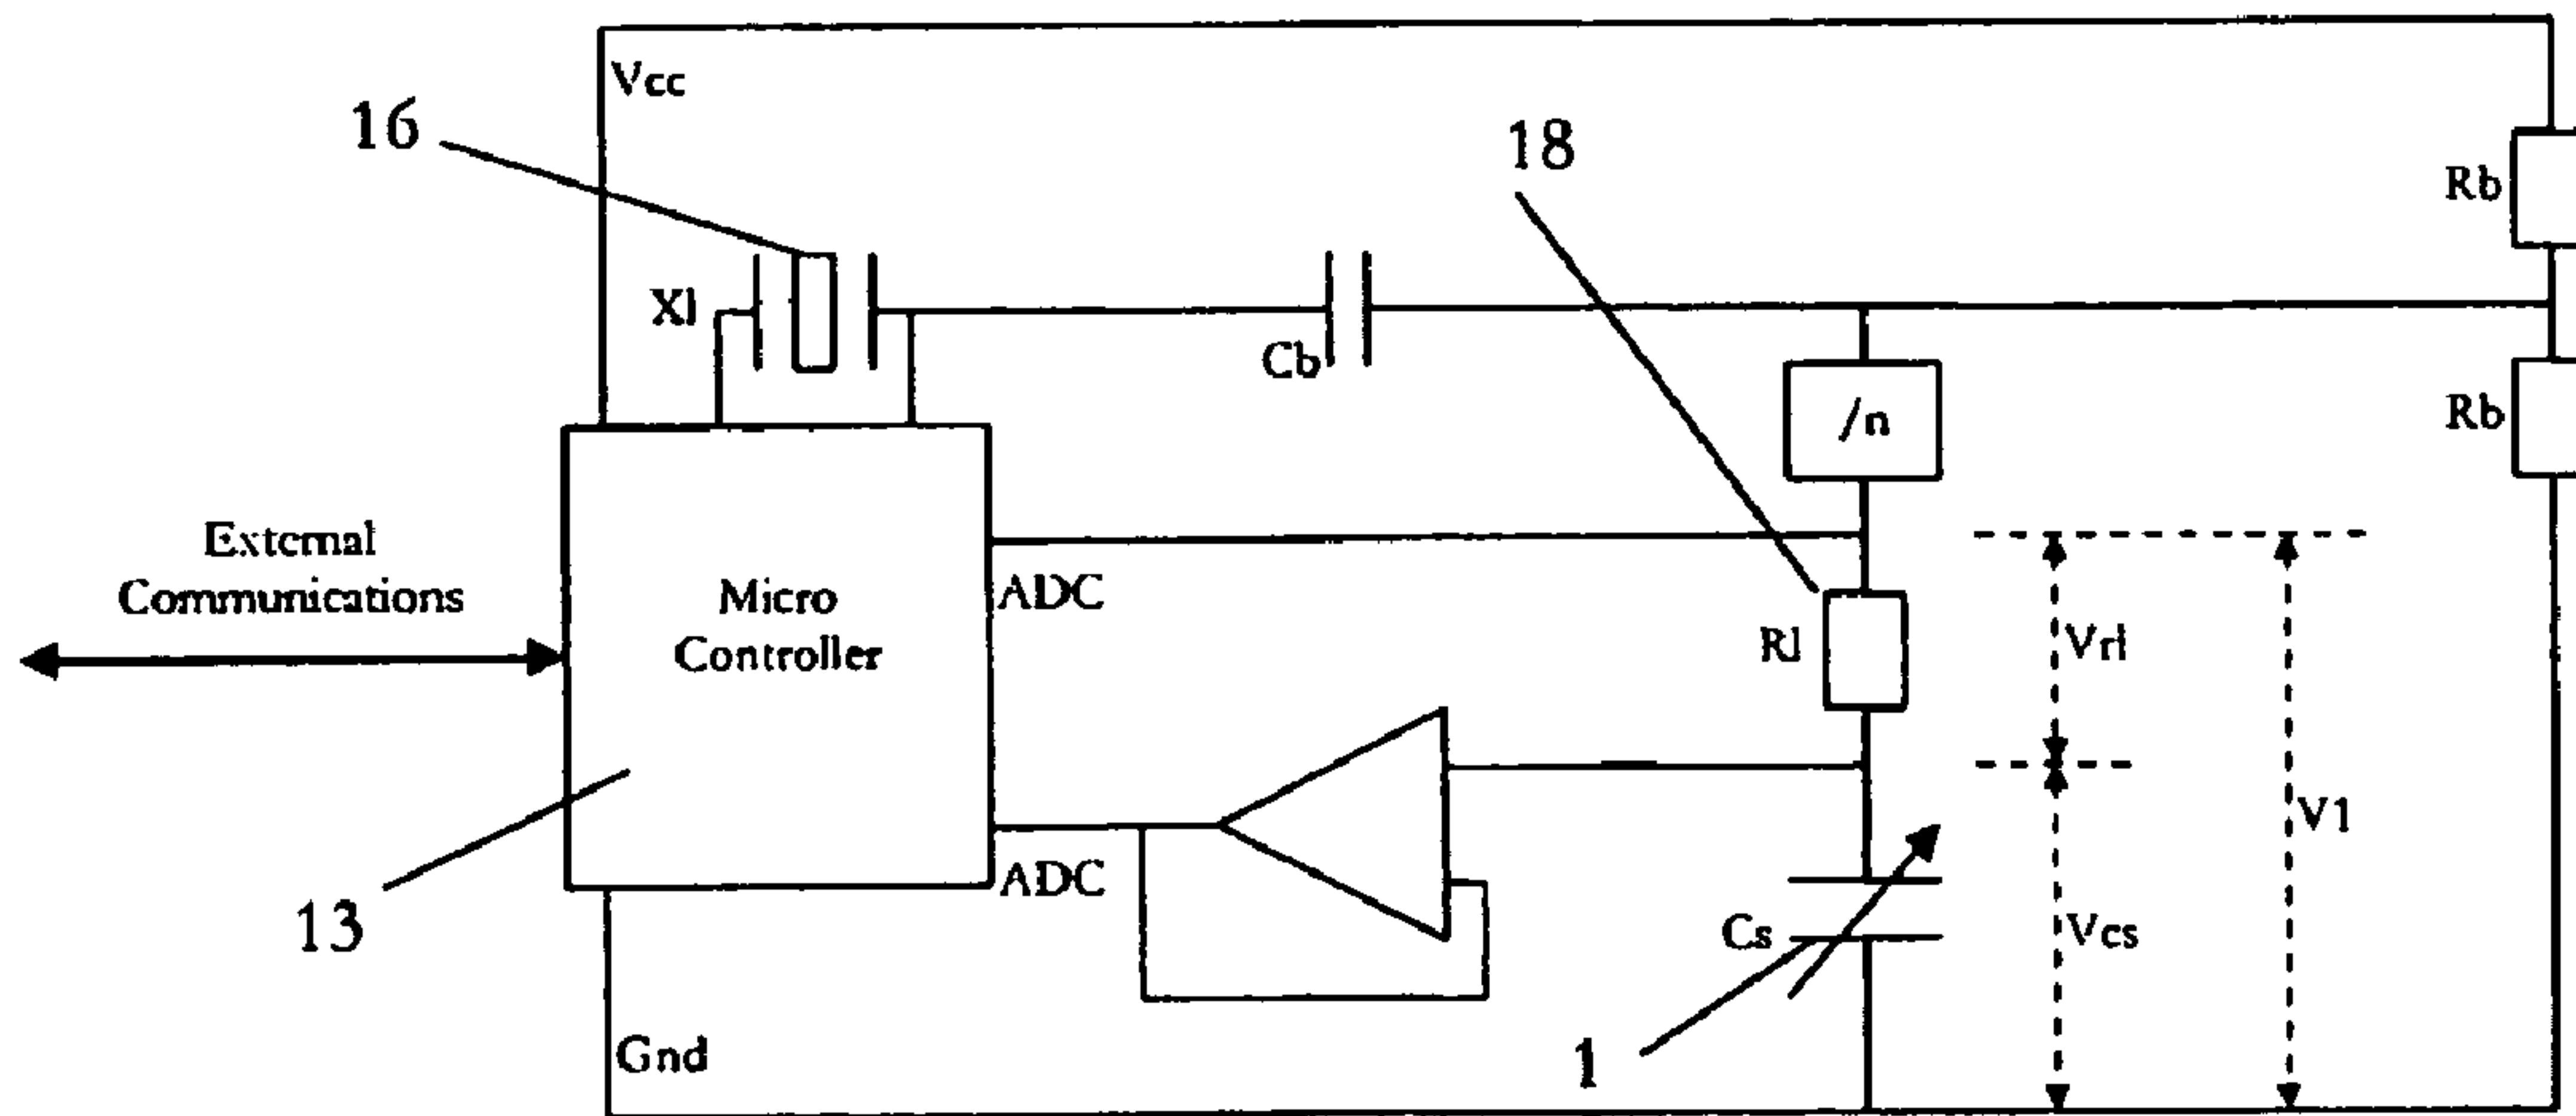 Vcc
16
18
Rb
Xl
Cb
/n
Rb
External
Communications
Micro
Controller
ADC
Rl
Vrl
V1
ADC
Cs
Vcs
13
Gnd
1